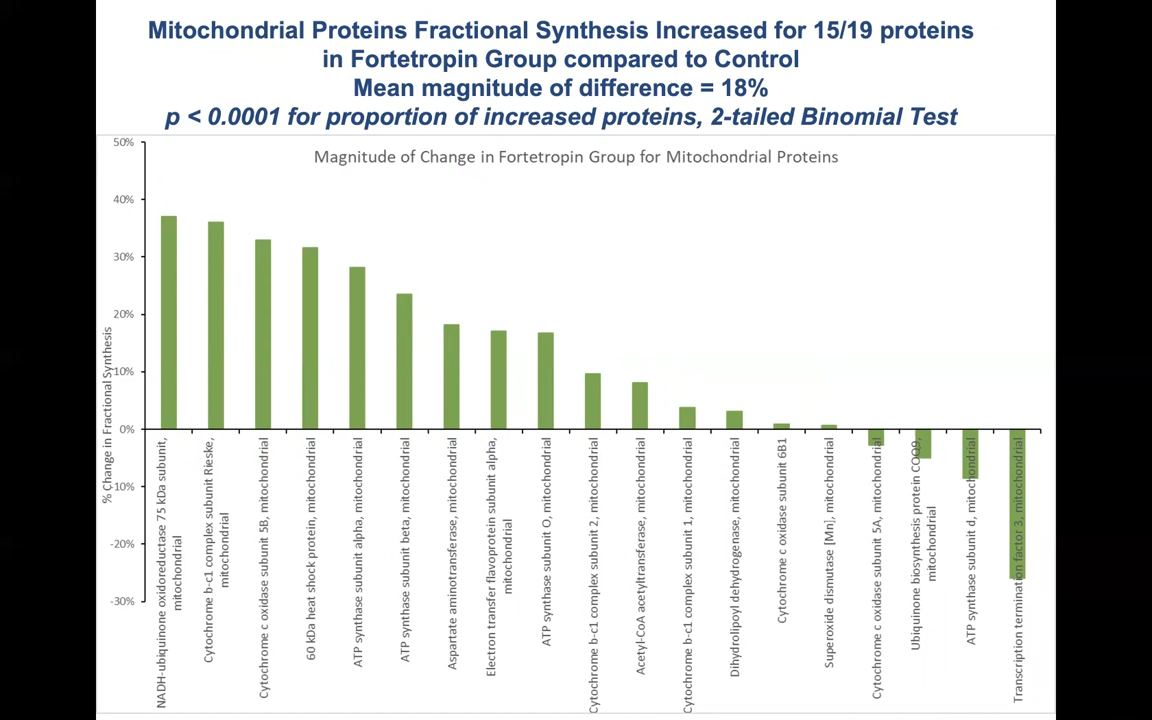 Mitochondrial Proteins Fractional Synthesis Increased for 15/19 proteins
in Fortetropin Group compared to Control
Mean magnitude of difference = 18%
p < 0.0001 for proportion of increased proteins, 2-tailed Binomial Test
Magnitude of Change in Fortetropin Group for Mitochondrial Proteins
% Change in Fractional Synthesis
50%
40%
30%
20%
10%
0%
-10%
-20%
-30%
NADH-ubiquinone oxidoreductase 75 kDa subunit,
mitochondrial
Cytochrome b-c1 complex subunit Rieske,
mitochondrial
Cytochrome c oxidase subunit 5B, mitochondrial
60 kDa heat shock protein, mitochondrial
ATP synthase subunit alpha, mitochondrial
ATP synthase subunit beta, mitochondrial
Aspartate aminotransferase, mitochondrial
Electron transfer flavoprotein subunit alpha,
mitochondrial
ATP synthase subunit O, mitochondrial
Cytochrome b-c1 complex subunit 2, mitochondrial
Acetyl-CoA acetyltransferase, mitochondrial
Cytochrome b-c1 complex subunit 1, mitochondrial
Dihydrolipoyl dehydrogenase, mitochondrial
Cytochrome c oxidase subunit 6B1
Superoxide dismutase [Mn], mitochondrial
Cytochrome c oxidase subunit 5A, mitochondrial
Ubiquinone biosynthesis protein COQ9,
mitochondrial
ATP synthase subunit d, mitochondrial
Transcription termination factor 3, mitochondrial